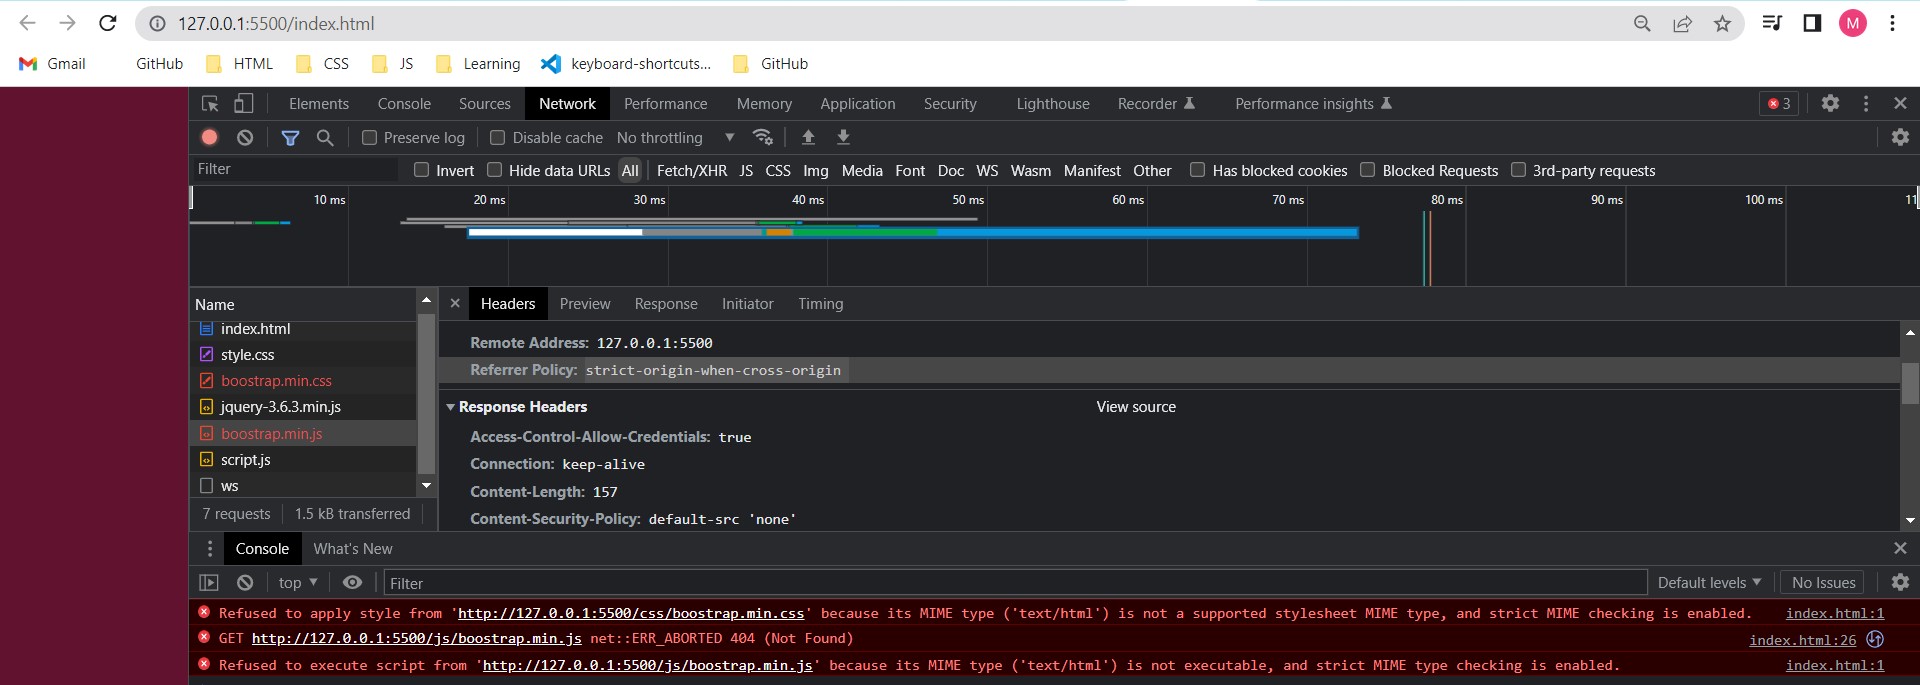 127.0.0.1:5500/index.html
M
Gmail GitHub HTML CSS JS Learning keyboard-shortcuts... GitHub
Elements Console Sources Network Performance Memory Application Security Lighthouse Recorder Performance insights 3
Preserve log Disable cache No throttling
Filter Invert Hide data URLs All Fetch/XHR JS CSS Img Media Font Doc WS Wasm Manifest Other Has blocked cookies Blocked Requests 3rd-party requests
10 ms 20 ms 30 ms 40 ms 50 ms 60 ms 70 ms 80 ms 90 ms 100 ms 11
Name
index.html
style.css
boostrap.min.css
jquery-3.6.3.min.js
boostrap.min.js
script.js
ws
7 requests 1.5 kB transferred
Headers Preview Response Initiator Timing
Remote Address: 127.0.0.1:5500
Referrer Policy: strict-origin-when-cross-origin
Response Headers View source
Access-Control-Allow-Credentials: true
Connection: keep-alive
Content-Length: 157
Content-Security-Policy: default-src 'none'
Console What's New
top Filter Default levels No Issues
Refused to apply style from 'http://127.0.0.1:5500/css/boostrap.min.css' because its MIME type ('text/html') is not a supported stylesheet MIME type, and strict MIME checking is enabled. index.html:1
GET http://127.0.0.1:5500/js/boostrap.min.js net::ERR_ABORTED 404 (Not Found) index.html:26
Refused to execute script from 'http://127.0.0.1:5500/js/boostrap.min.js' because its MIME type ('text/html') is not executable, and strict MIME type checking is enabled. index.html:1